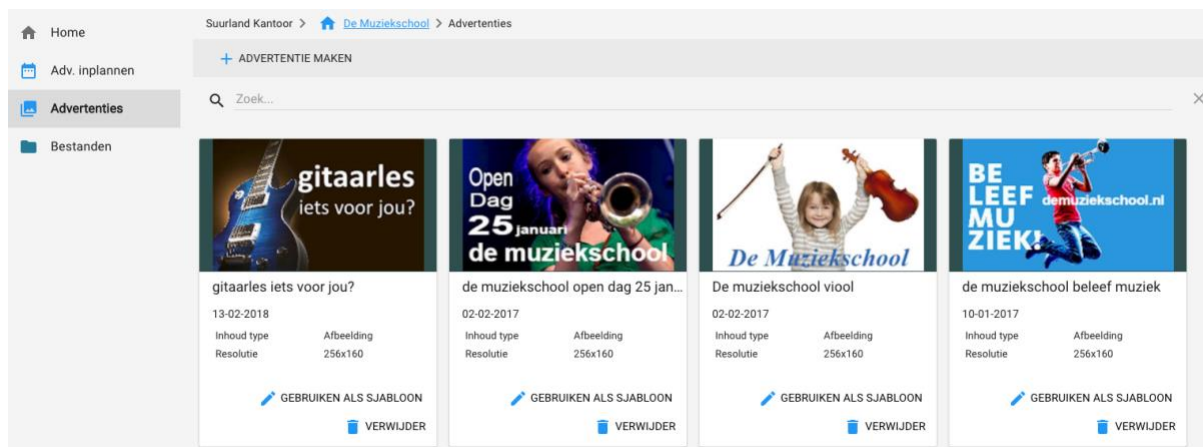 Suurland Kantoor > De Muziekschool > Advertenties
Home
Adv. inplannen
Advertenties
Bestanden
+ ADVERTENTIE MAKEN
Zoek...
gitaarles
iets voor jou?
gitaarles iets voor jou?
13-02-2018
Inhoud type Afbeelding
Resolutie 256x160
GEBRUIKEN ALS SJABLOON
VERWIJDER
Open
Dag
25 januari
de muziekschool
de muziekschool open dag 25 jan...
02-02-2017
Inhoud type Afbeelding
Resolutie 256x160
GEBRUIKEN ALS SJABLOON
VERWIJDER
De Muziekschool
De muziekschool viool
02-02-2017
Inhoud type Afbeelding
Resolutie 256x160
GEBRUIKEN ALS SJABLOON
VERWIJDER
BE
LEEF
MU
ZIEK!
demuziekschool.nl
de muziekschool beleef muziek
10-01-2017
Inhoud type Afbeelding
Resolutie 256x160
GEBRUIKEN ALS SJABLOON
VERWIJDER